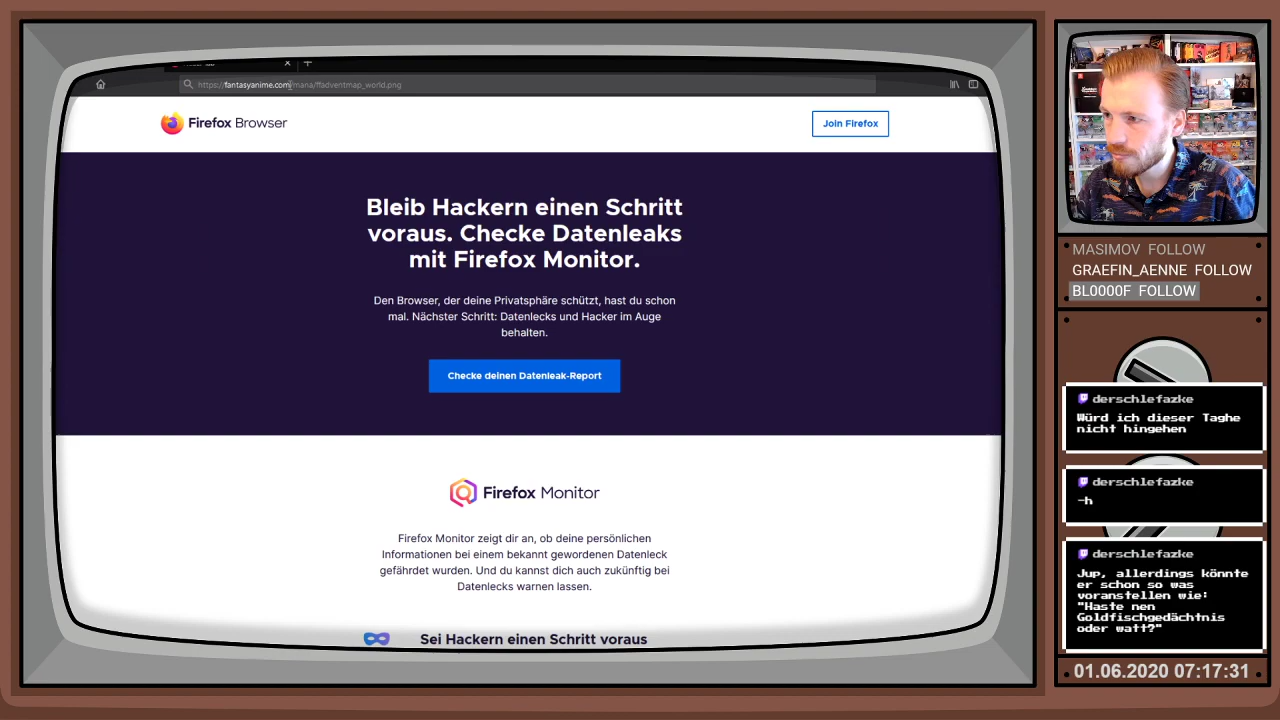 https://fantasyanime.com/mana/ffadventmap_world.png
Firefox Browser
Join Firefox
Bleib Hackern einen Schritt
voraus. Checke Datenleaks
mit Firefox Monitor.
Den Browser, der deine Privatsphäre schützt, hast du schon
mal. Nächster Schritt: Datenlecks und Hacker im Auge
behalten.
Checke deinen Datenleak-Report
Firefox Monitor
Firefox Monitor zeigt dir an, ob deine persönlichen
Informationen bei einem bekannt gewordenen Datenleck
gefährdet wurden. Und du kannst dich auch zukünftig bei
Datenlecks warnen lassen.
Sei Hackern einen Schritt voraus
MASIMOV FOLLOW
GRAEFIN_AENNE FOLLOW
BL0000F FOLLOW
derschlefazke
Würd ich dieser Taghe
nicht hingehen
derschlefazke
-h
derschlefazke
Jup, allerdings könnte
er schon so was
voranstellen wie:
"Haste nen
Goldfischgedächtnis
oder watt?"
01.06.2020 07:17:31